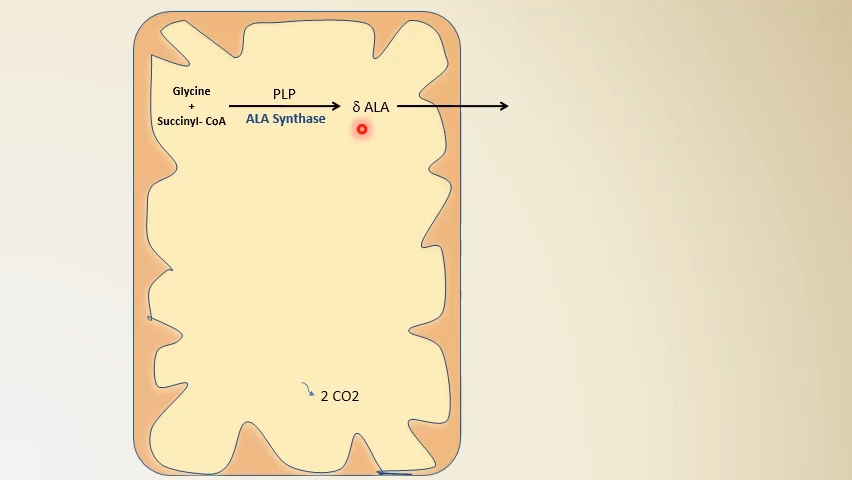 Glycine
+
Succinyl- CoA
PLP
ALA Synthase
δ ALA
2 CO2